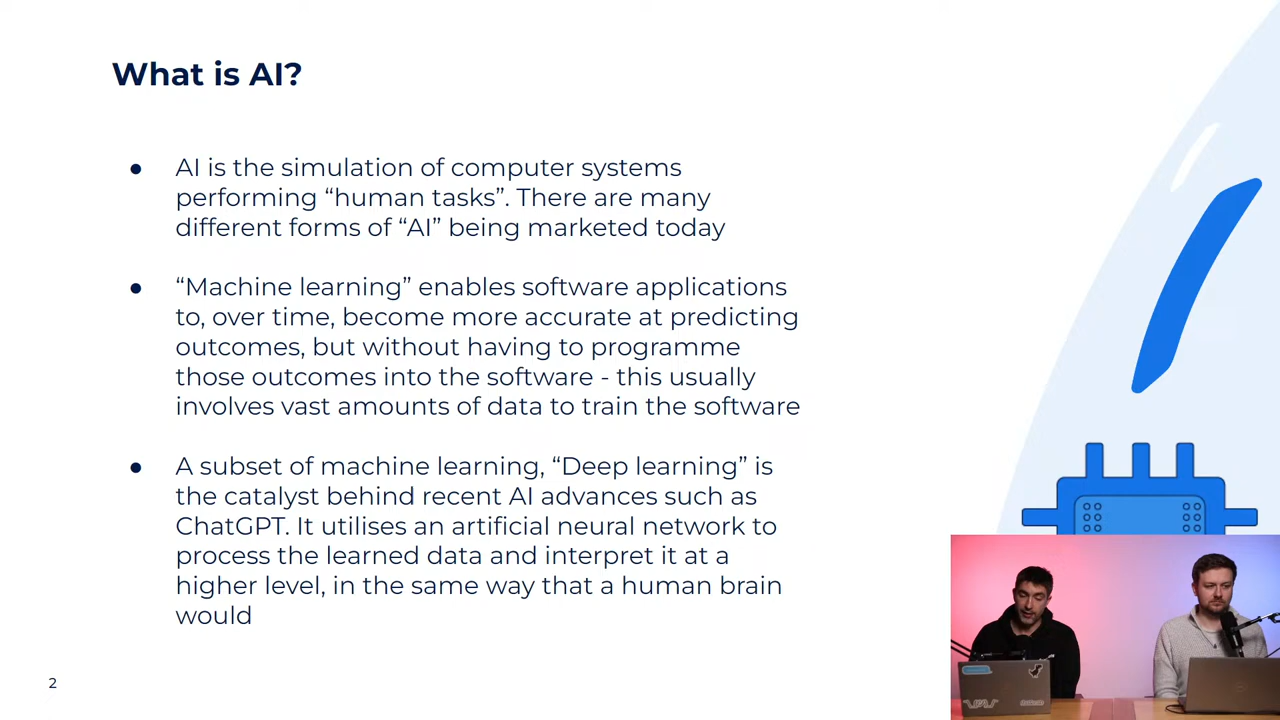 What is AI?
● AI is the simulation of computer systems
performing “human tasks”. There are many
different forms of “AI” being marketed today
● “Machine learning” enables software applications
to, over time, become more accurate at predicting
outcomes, but without having to programme
those outcomes into the software - this usually
involves vast amounts of data to train the software
● A subset of machine learning, “Deep learning” is
the catalyst behind recent AI advances such as
ChatGPT. It utilises an artificial neural network to
process the learned data and interpret it at a
higher level, in the same way that a human brain
would
2